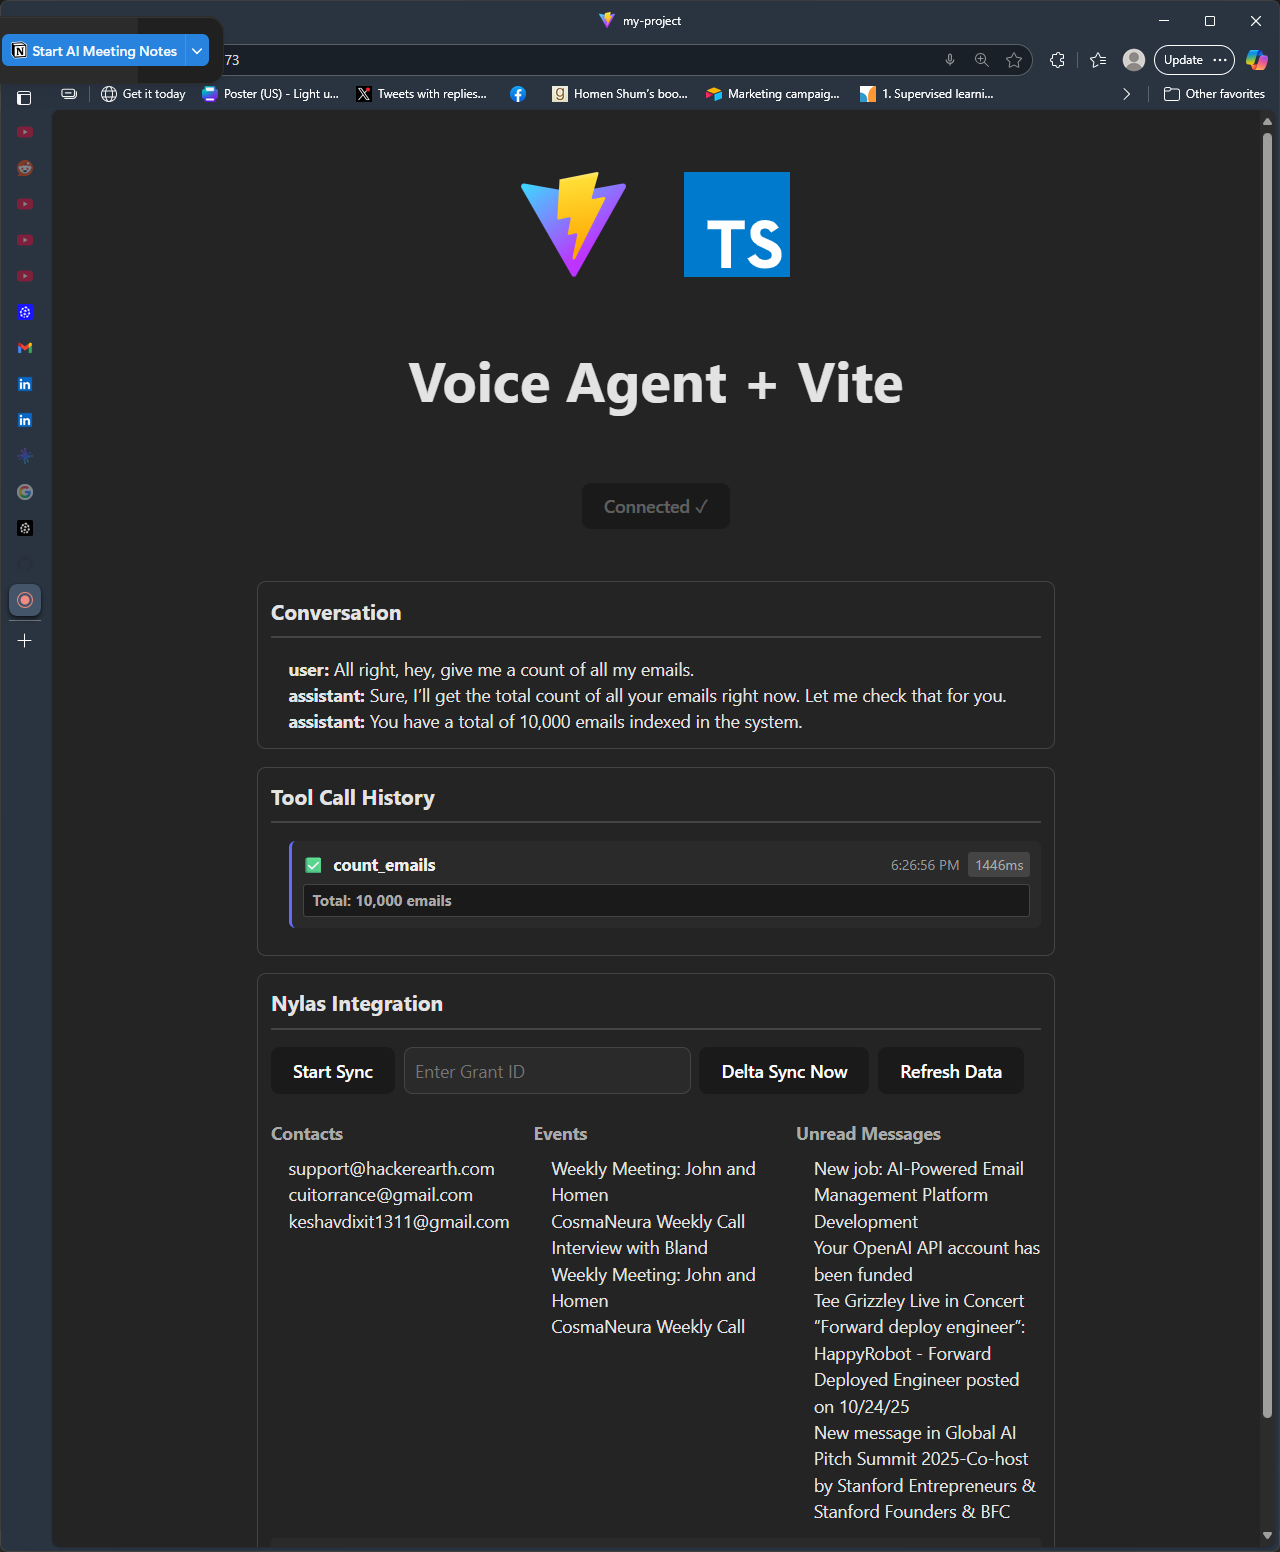 my-project
Start AI Meeting Notes
73
Update
Get it today
Poster (US) - Light u...
Tweets with replies...
Homen Shum's boo...
Marketing campaig...
1. Supervised learni...
Other favorites
TS
Voice Agent + Vite
Connected ✓
Conversation
user: All right, hey, give me a count of all my emails.
assistant: Sure, I’ll get the total count of all your emails right now. Let me check that for you.
assistant: You have a total of 10,000 emails indexed in the system.
Tool Call History
✅ count_emails 6:26:56 PM 1446ms
Total: 10,000 emails
Nylas Integration
Start Sync
Enter Grant ID
Delta Sync Now
Refresh Data
Contacts
support@hackerearth.com
cuitorrance@gmail.com
keshavdixit1311@gmail.com
Events
Weekly Meeting: John and
Homen
CosmaNeura Weekly Call
Interview with Bland
Weekly Meeting: John and
Homen
CosmaNeura Weekly Call
Unread Messages
New job: AI-Powered Email
Management Platform
Development
Your OpenAI API account has
been funded
Tee Grizzley Live in Concert
“Forward deploy engineer”:
HappyRobot - Forward
Deployed Engineer posted
on 10/24/25
New message in Global AI
Pitch Summit 2025-Co-host
by Stanford Entrepreneurs &
Stanford Founders & BFC